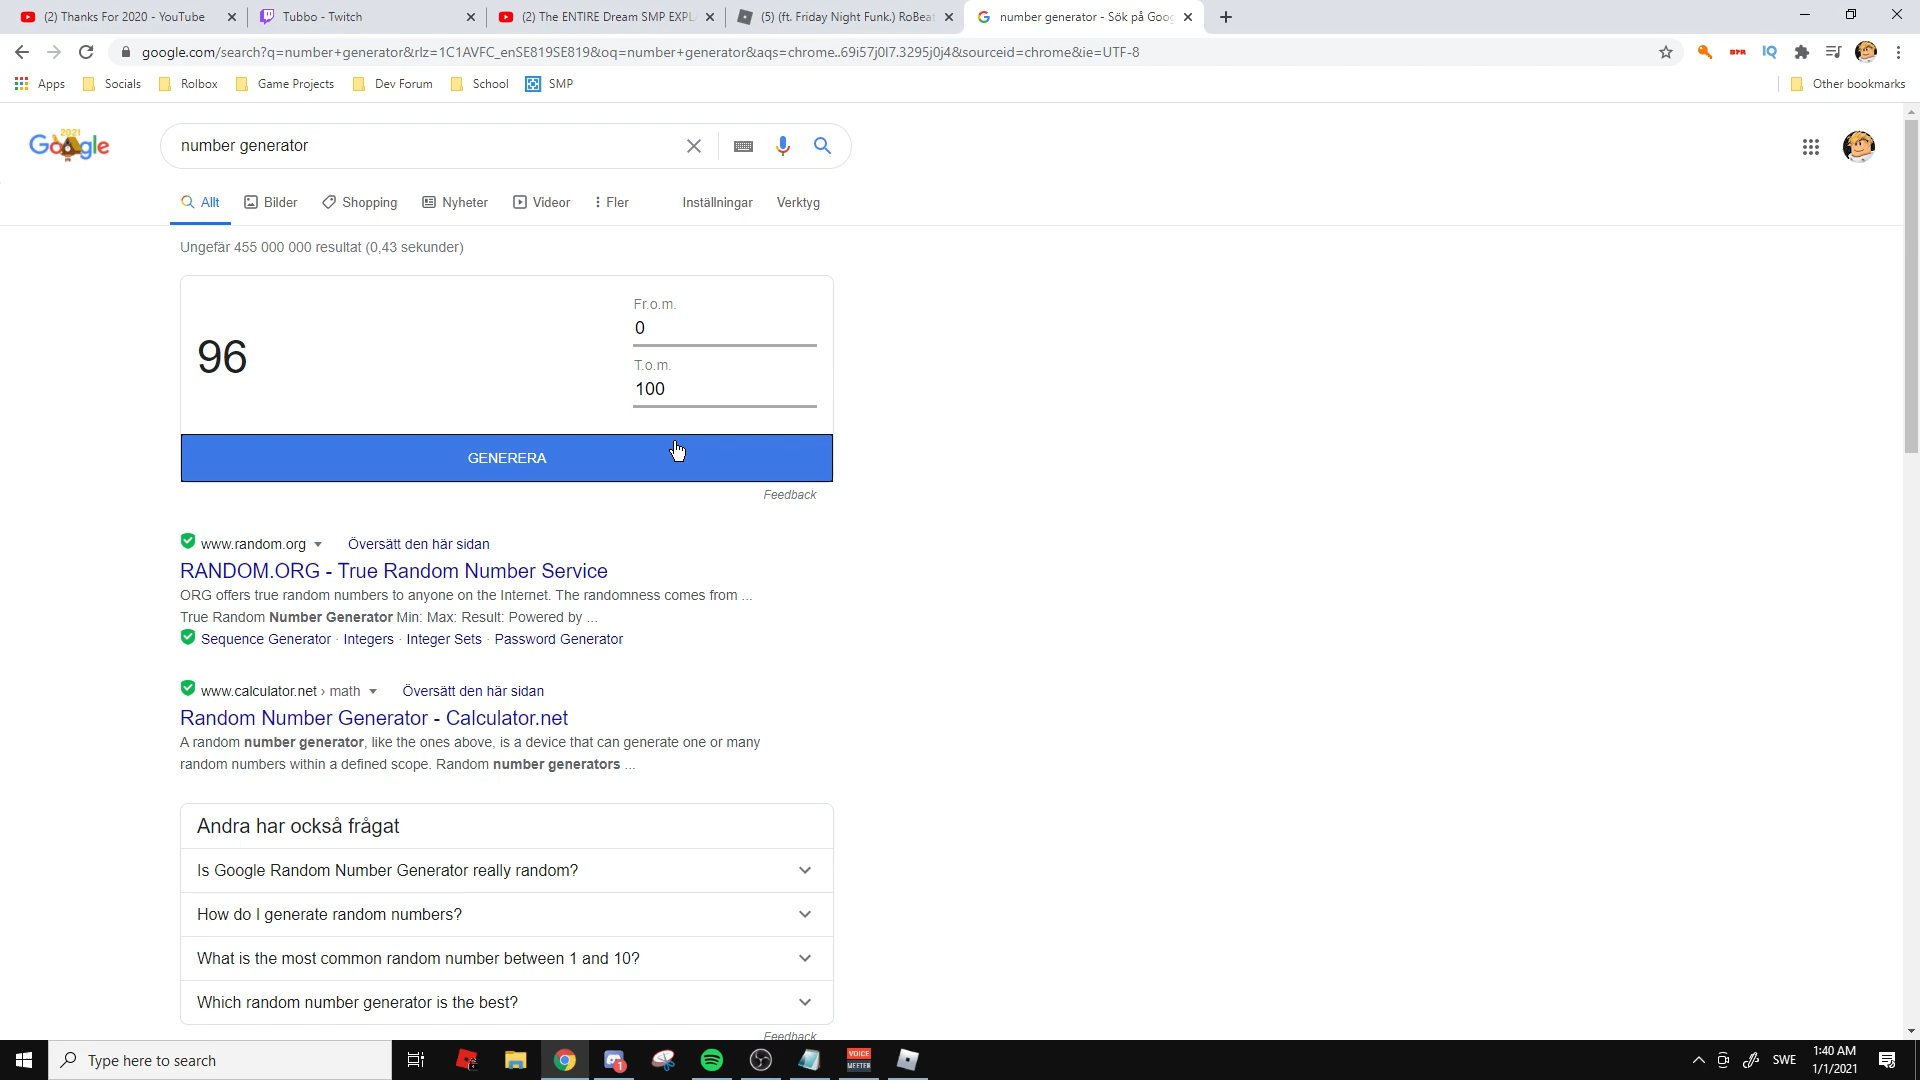 (2) Thanks For 2020 - YouTube
Tubbo - Twitch
(2) The ENTIRE Dream SMP EXPL
(5) (ft. Friday Night Funk.) RoBeat
number generator - Sök på Goog
google.com/search?q=number+generator&rlz=1C1AVFC_enSE819SE819&oq=number+generator&aqs=chrome..69i57j0l7.3295j0j4&sourceid=chrome&ie=UTF-8
Apps
Socials
Rolbox
Game Projects
Dev Forum
School
SMP
Other bookmarks
2021
Google
number generator
Allt
Bilder
Shopping
Nyheter
Videor
Fler
Inställningar
Verktyg
Ungefär 455 000 000 resultat (0,43 sekunder)
96
Fr.o.m.
0
T.o.m.
100
GENERERA
Feedback
www.random.org
Översätt den här sidan
RANDOM.ORG - True Random Number Service
ORG offers true random numbers to anyone on the Internet. The randomness comes from ...
True Random Number Generator Min: Max: Result: Powered by ...
Sequence Generator · Integers · Integer Sets · Password Generator
www.calculator.net › math
Översätt den här sidan
Random Number Generator - Calculator.net
A random number generator, like the ones above, is a device that can generate one or many
random numbers within a defined scope. Random number generators ...
Andra har också frågat
Is Google Random Number Generator really random?
How do I generate random numbers?
What is the most common random number between 1 and 10?
Which random number generator is the best?
Feedback
Type here to search
1
VOICE
MEETER
SWE
1:40 AM
1/1/2021